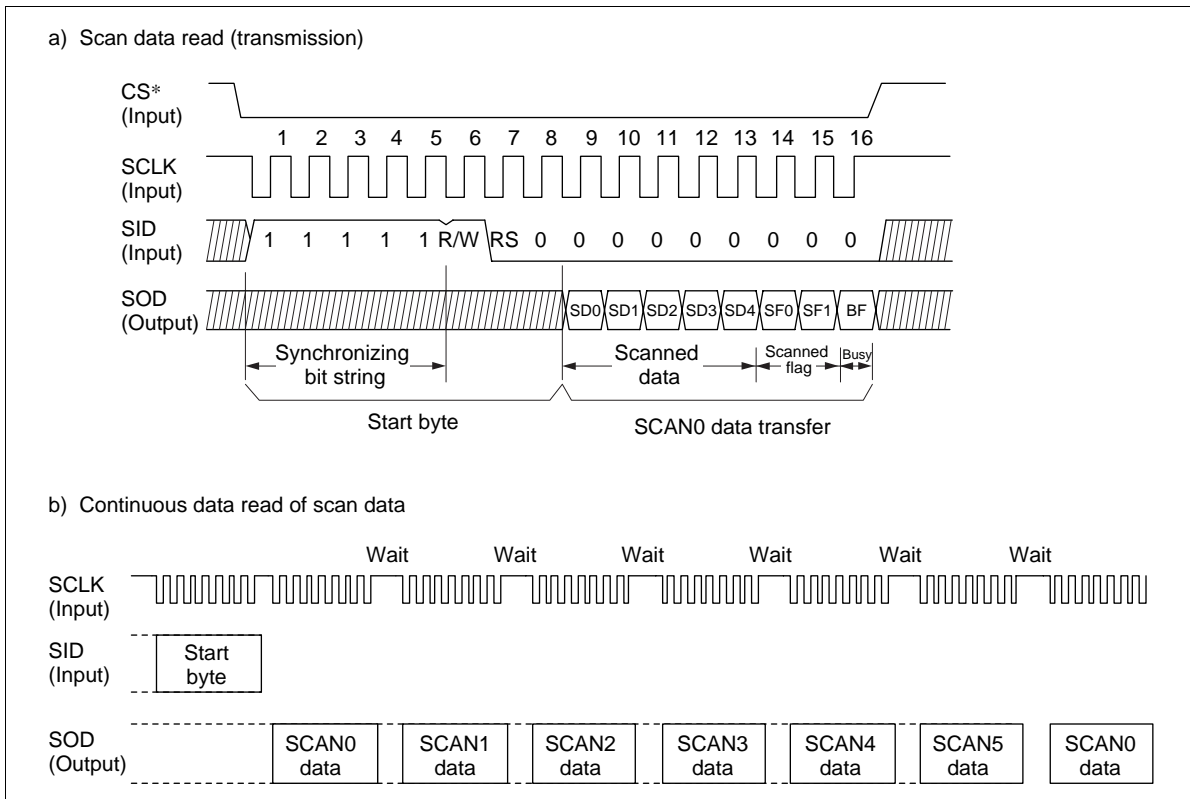 a) Scan data read (transmission)
CS*
(Input)
1 2 3 4 5 6 7 8 9 10 11 12 13 14 15 16
SCLK
(Input)
SID
(Input)
1 1 1 1 1 R/W RS 0 0 0 0 0 0 0 0 0
SOD
(Output)
SD0 SD1 SD2 SD3 SD4 SF0 SF1 BF
Synchronizing
bit string
Scanned
data
Scanned
flag
Busy
Start byte
SCAN0 data transfer
b) Continuous data read of scan data
Wait Wait Wait Wait Wait Wait
SCLK
(Input)
SID
(Input)
Start
byte
SOD
(Output)
SCAN0
data
SCAN1
data
SCAN2
data
SCAN3
data
SCAN4
data
SCAN5
data
SCAN0
data